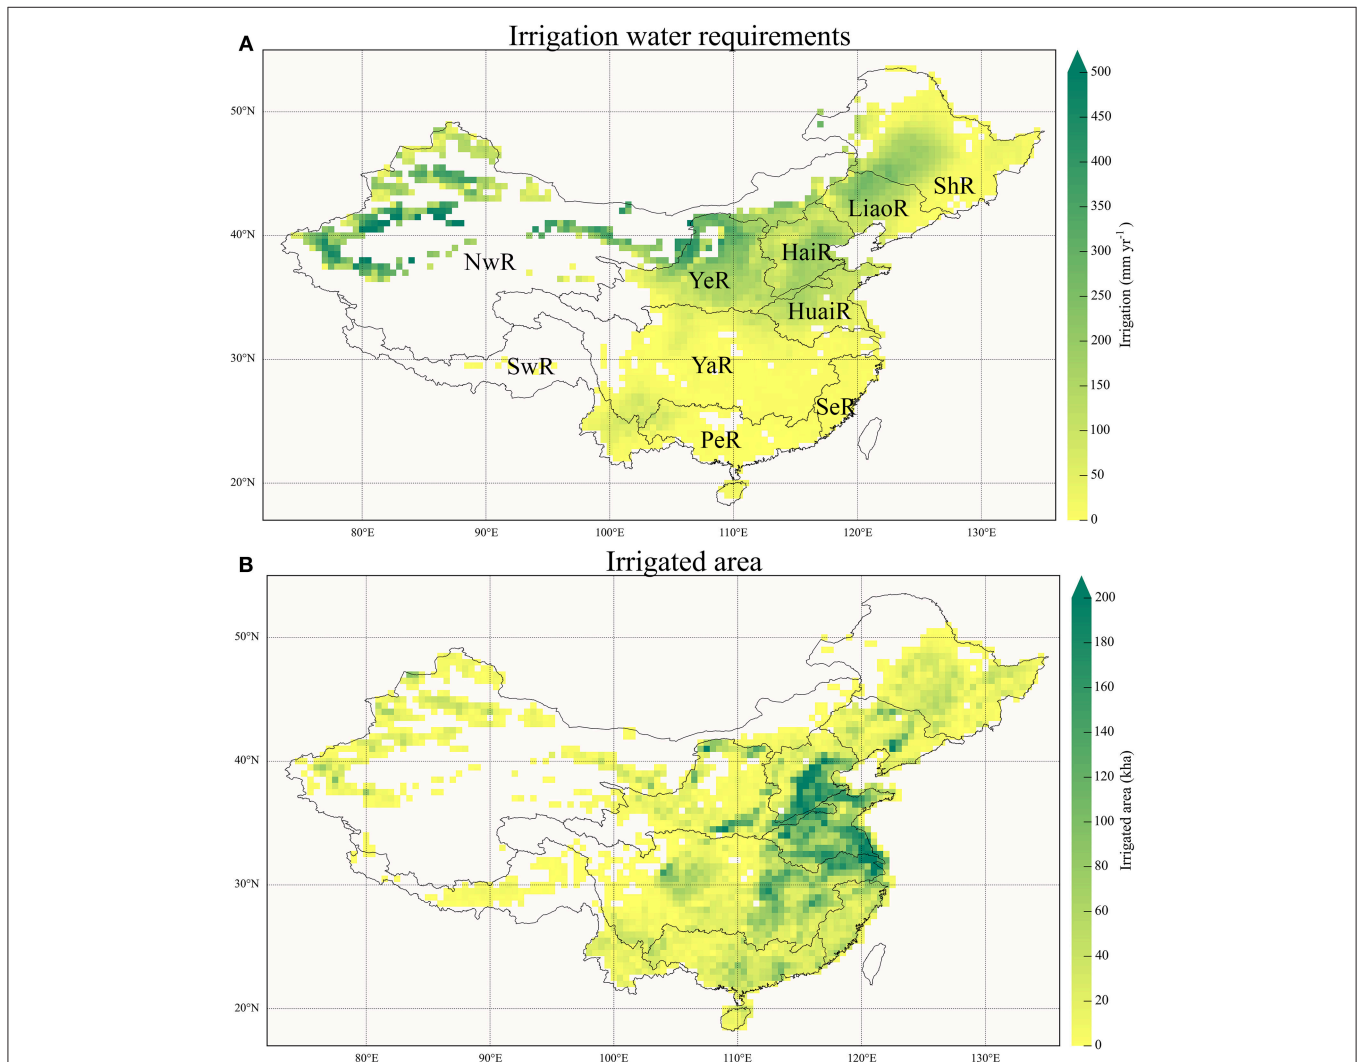 A
Irrigation water requirements
50°N
40°N
30°N
20°N
80°E 90°E 100°E 110°E 120°E 130°E
ShR
LiaoR
HaiR
NwR
YeR
HuaiR
SwR
YaR
SeR
PeR
500
450
400
350
300
250
200
150
100
50
0
Irrigation (mm yr⁻¹)
B
Irrigated area
50°N
40°N
30°N
20°N
80°E 90°E 100°E 110°E 120°E 130°E
200
180
160
140
120
100
80
60
40
20
0
Irrigated area (kha)